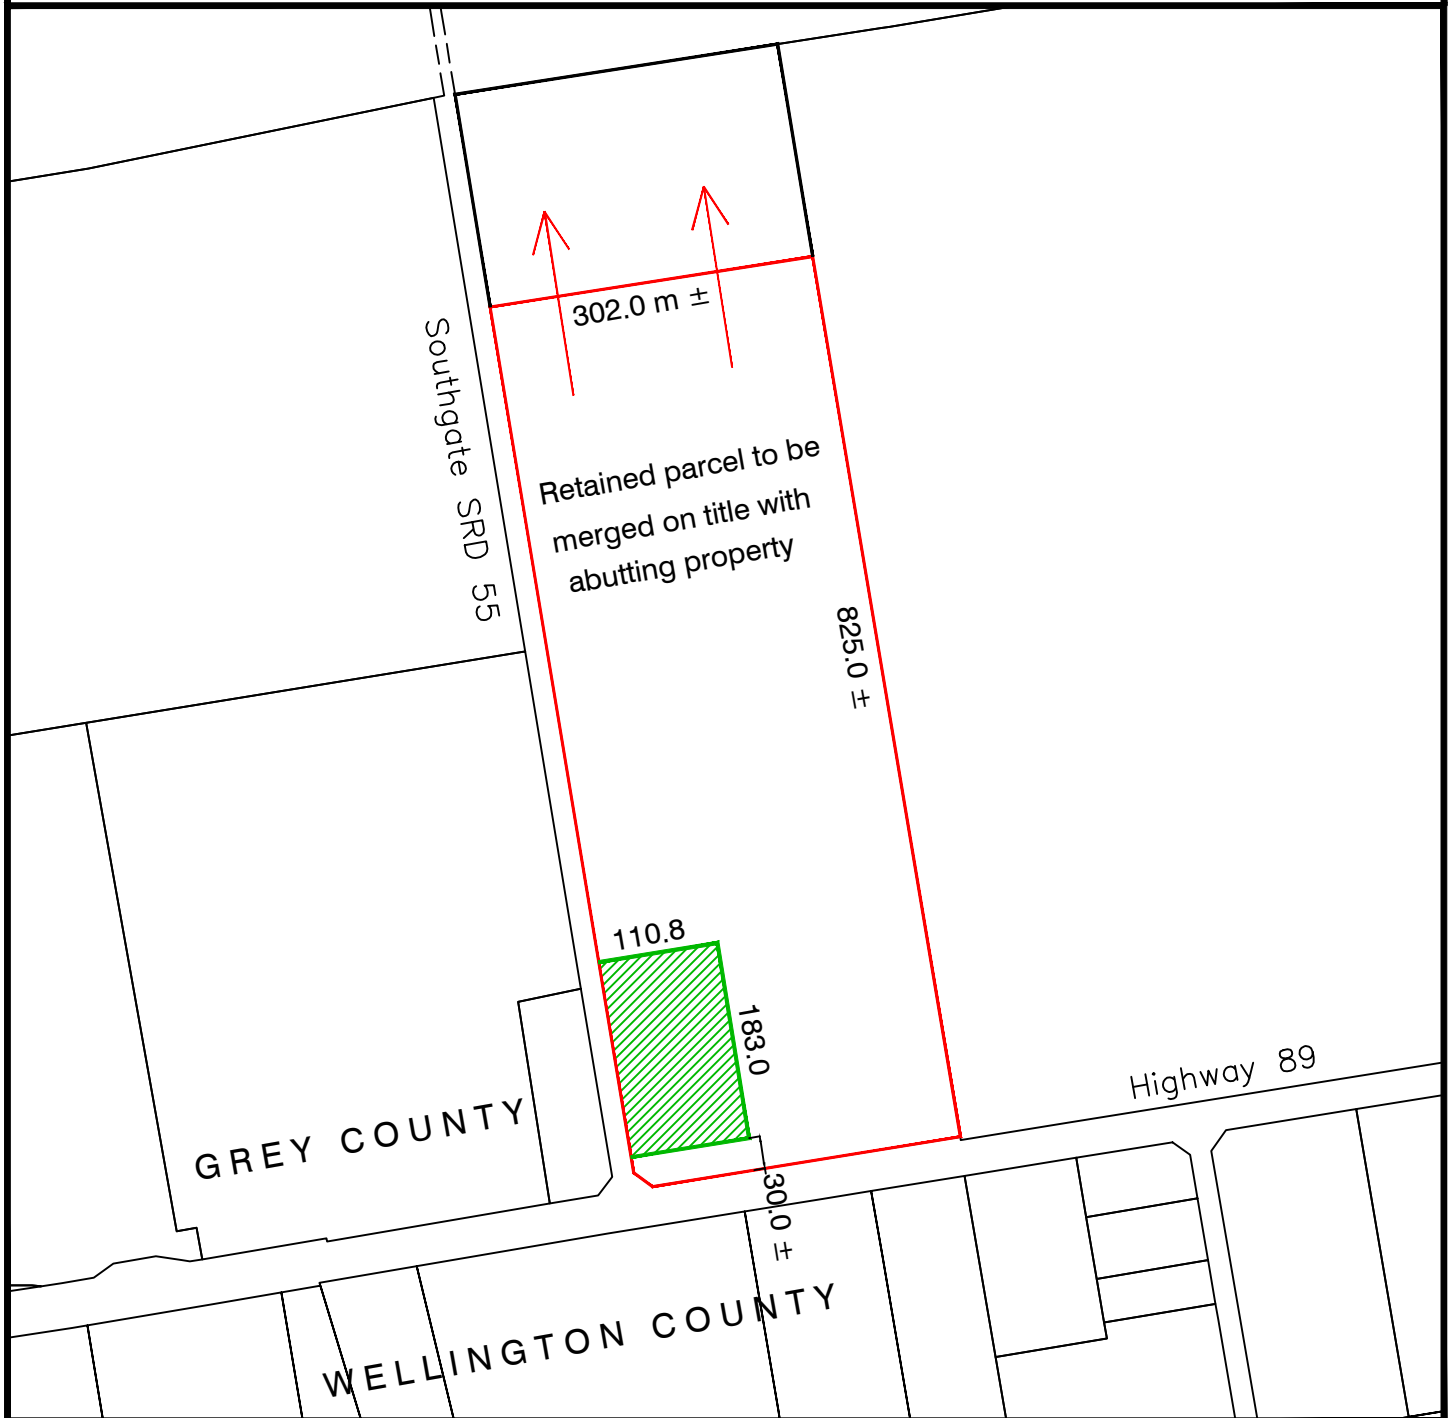 302.0 m ±
Southgate SRD 55
Retained parcel to be
merged on title with
abutting property
825.0 ±
110.8
183.0
Highway 89
GREY COUNTY
30.0 ±
WELLINGTON COUNTY